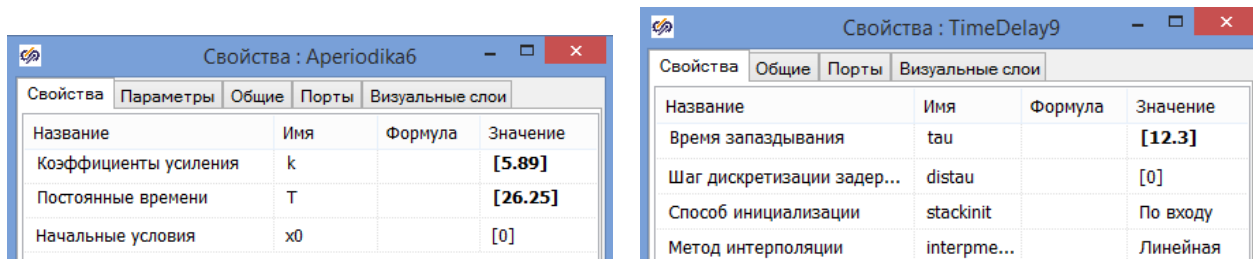 Свойства : Aperiodika6
Свойства Параметры Общие Порты Визуальные слои
Название Имя Формула Значение
Коэффициенты усиления k [5.89]
Постоянные времени T [26.25]
Начальные условия x0 [0]
Свойства : TimeDelay9
Свойства Общие Порты Визуальные слои
Название Имя Формула Значение
Время запаздывания tau [12.3]
Шаг дискретизации задер... distau [0]
Способ инициализации stackinit По входу
Метод интерполяции interpme... Линейная